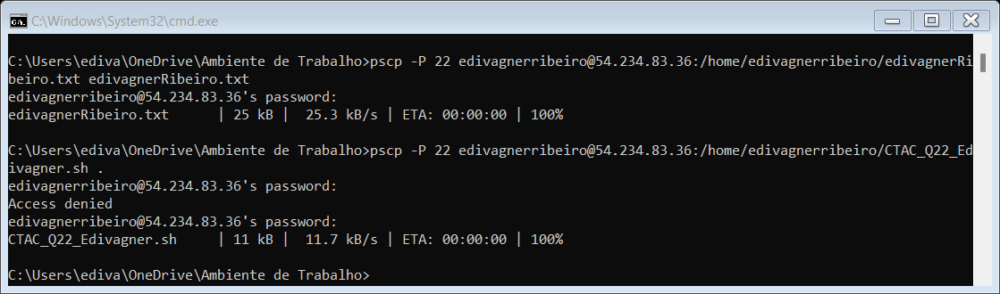 C:\Windows\System32\cmd.exe
C:\Users\ediva\OneDrive\Ambiente de Trabalho>pscp -P 22 edivagnerribeiro@54.234.83.36:/home/edivagnerribeiro/edivagnerRi
beiro.txt edivagnerRibeiro.txt
edivagnerribeiro@54.234.83.36's password:
edivagnerRibeiro.txt      | 25 kB |  25.3 kB/s | ETA: 00:00:00 | 100%
C:\Users\ediva\OneDrive\Ambiente de Trabalho>pscp -P 22 edivagnerribeiro@54.234.83.36:/home/edivagnerribeiro/CTAC_Q22_Ed
ivagner.sh .
edivagnerribeiro@54.234.83.36's password:
Access denied
edivagnerribeiro@54.234.83.36's password:
CTAC_Q22_Edivagner.sh     | 11 kB |  11.7 kB/s | ETA: 00:00:00 | 100%
C:\Users\ediva\OneDrive\Ambiente de Trabalho>